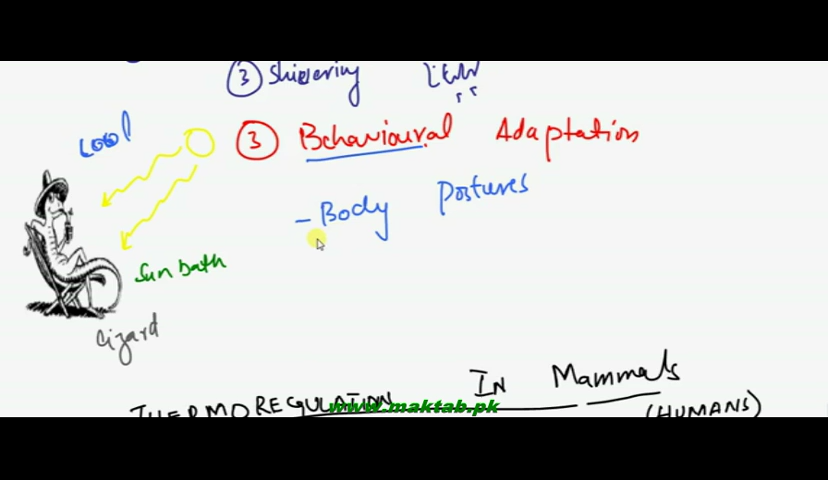 ③ Shivering
③ Behavioural Adaptation
cool
- Body Postures
Sun bath
Lizard
THERMOREGULATION IN Mammals
(HUMANS)
www.maktab.pk